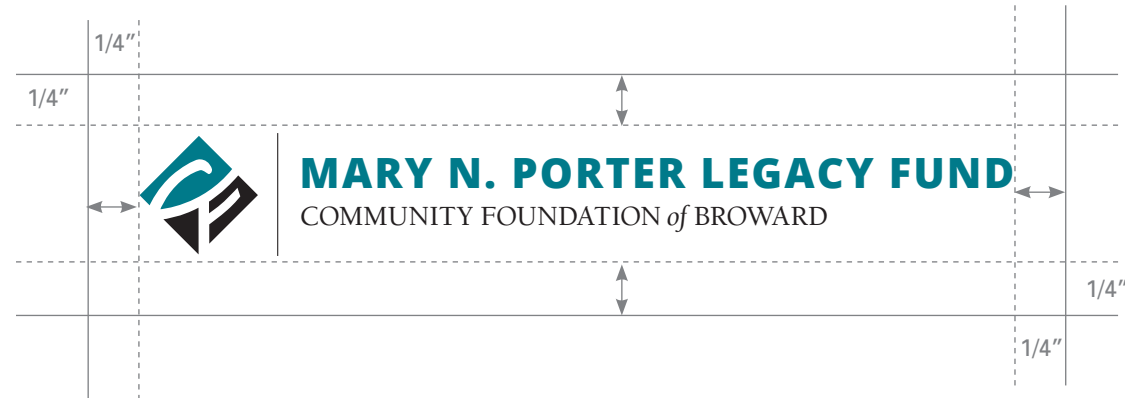 1/4”
1/4”
MARY N. PORTER LEGACY FUND
COMMUNITY FOUNDATION of BROWARD
1/4”
1/4”